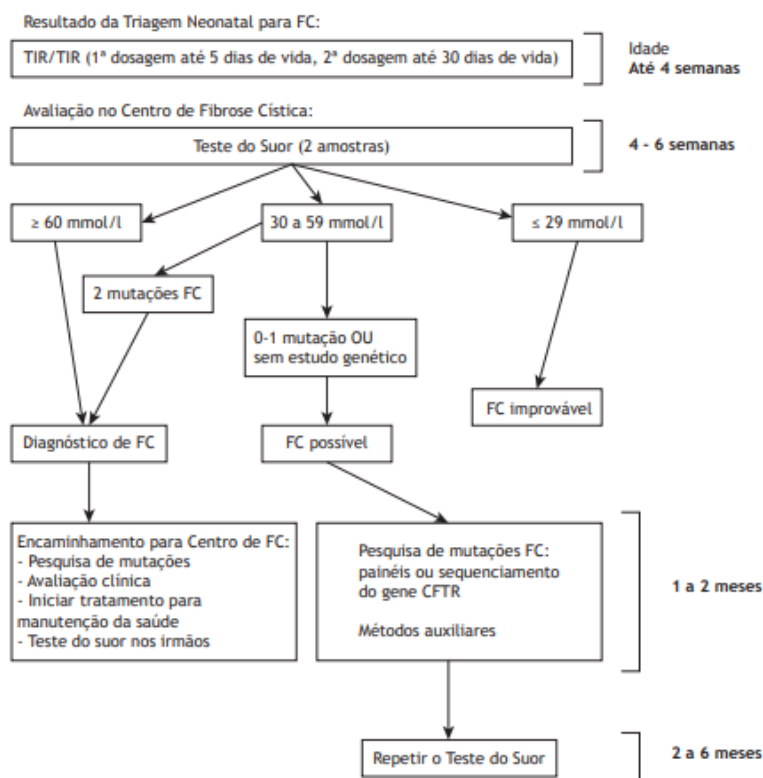 Resultado da Triagem Neonatal para FC:
TIR/TIR (1ª dosagem até 5 dias de vida, 2ª dosagem até 30 dias de vida)
Idade
Até 4 semanas
Avaliação no Centro de Fibrose Cística:
Teste do Suor (2 amostras)
4 - 6 semanas
≥ 60 mmol/l
30 a 59 mmol/l
≤ 29 mmol/l
2 mutações FC
0-1 mutação OU
sem estudo genético
FC improvável
Diagnóstico de FC
FC possível
Encaminhamento para Centro de FC:
- Pesquisa de mutações
- Avaliação clínica
- Iniciar tratamento para
manutenção da saúde
- Teste do suor nos irmãos
Pesquisa de mutações FC:
painéis ou sequenciamento
do gene CFTR
Métodos auxiliares
1 a 2 meses
Repetir o Teste do Suor
2 a 6 meses